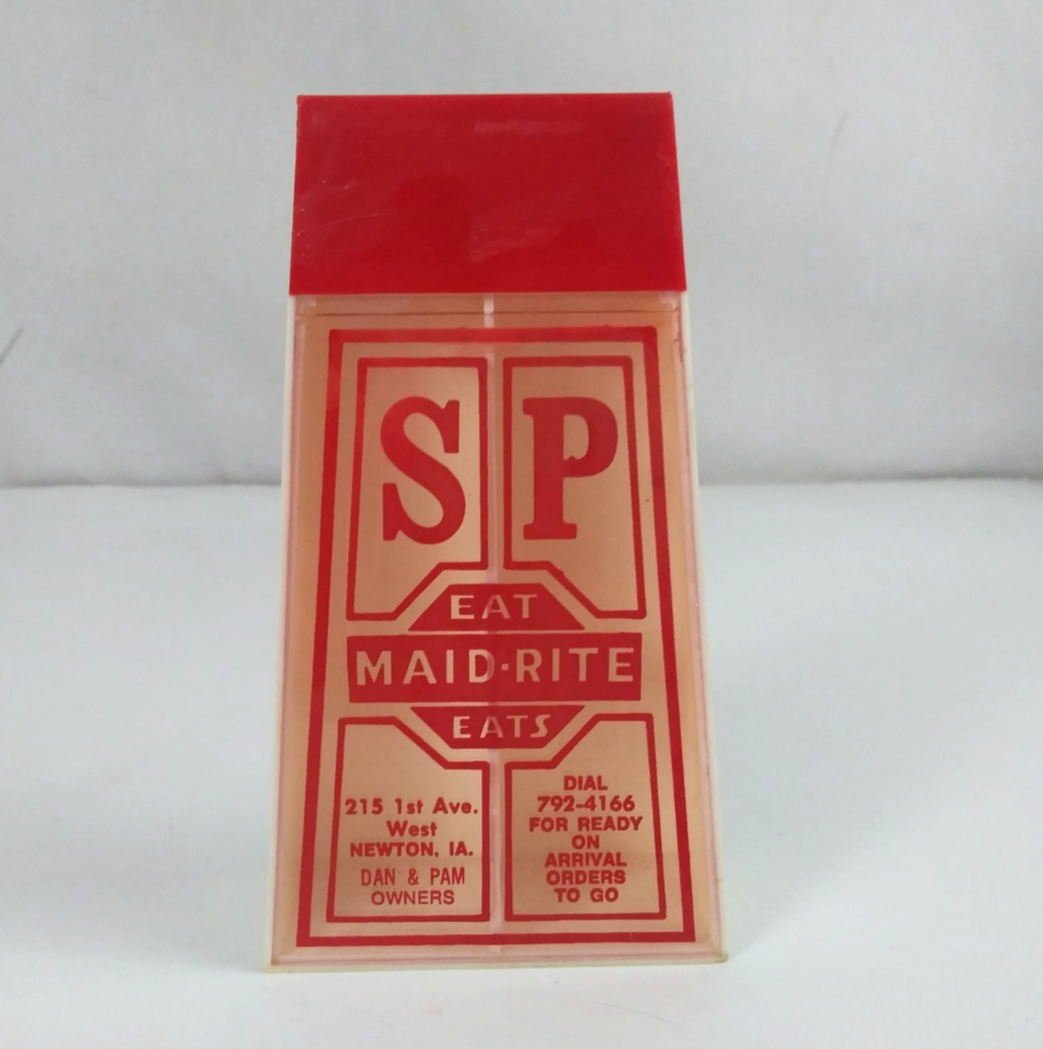 S P
EAT
MAID·RITE
EATS
215 1st Ave.
West
NEWTON, IA.
DAN & PAM
OWNERS
DIAL
792-4166
FOR READY
ON
ARRIVAL
ORDERS
TO GO